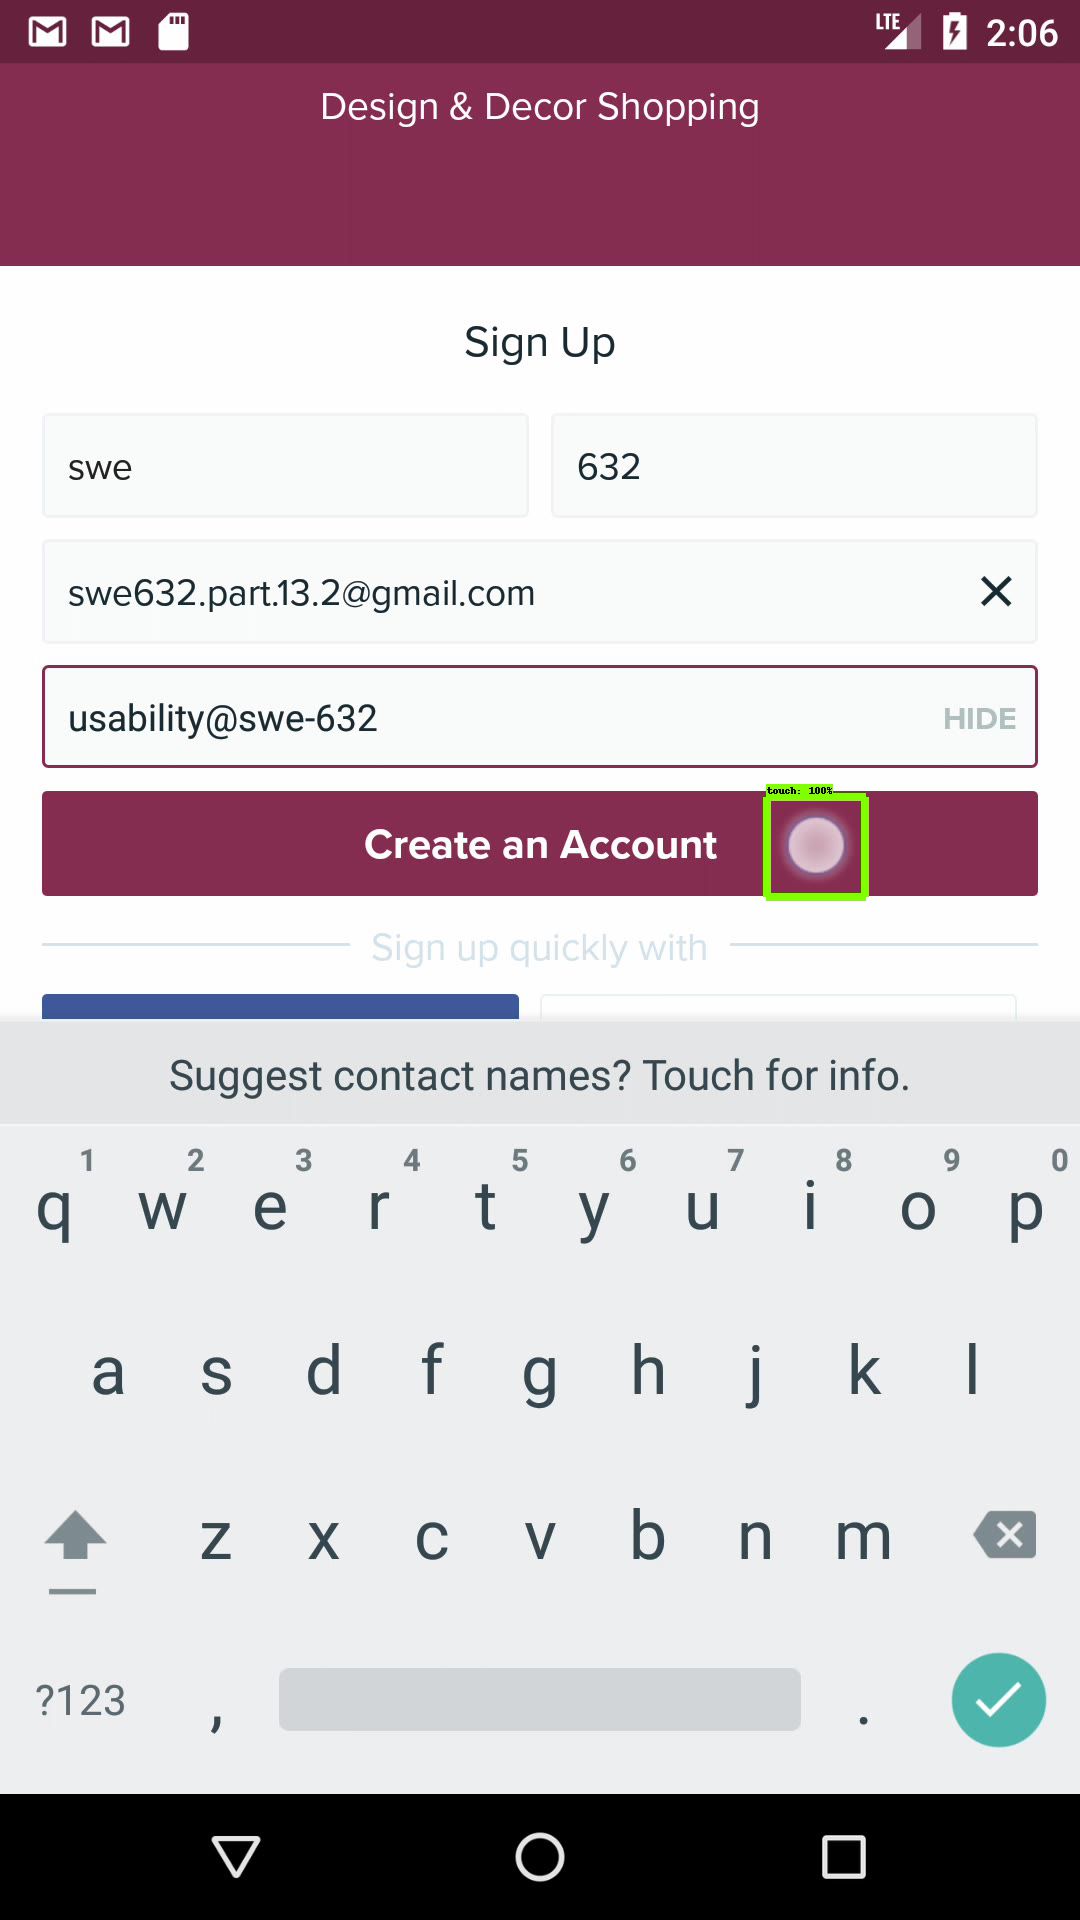 LTE 2:06
Design & Decor Shopping
Sign Up
swe 632
swe632.part.13.2@gmail.com
usability@swe-632 HIDE
touch: 100%
Create an Account
Sign up quickly with
Suggest contact names? Touch for info.
1 2 3 4 5 6 7 8 9 0
q w e r t y u i o p
a s d f g h j k l
z x c v b n m
?123 , .